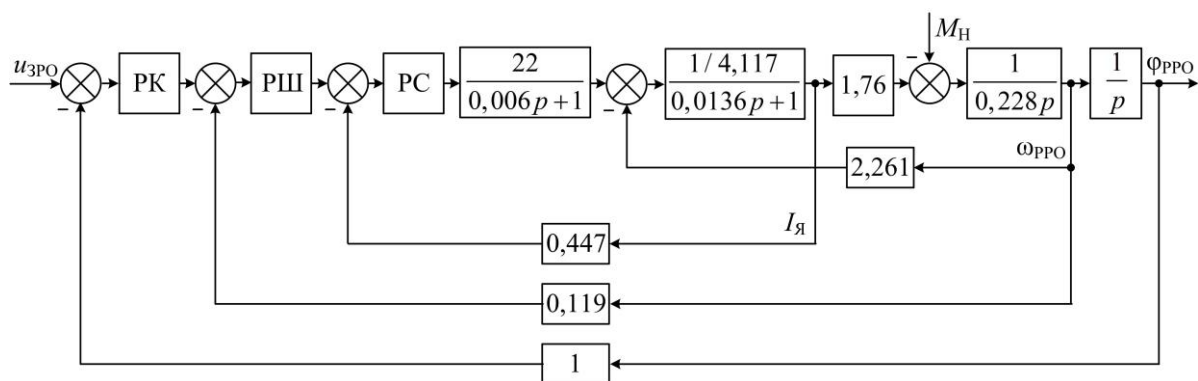 M_Н
u_ЗРО
РК
РШ
РС
22
0,006p+1
1 / 4,117
0,0136p+1
1,76
1
0,228p
1
p
φ_РРО
ω_РРО
2,261
I_Я
0,447
0,119
1